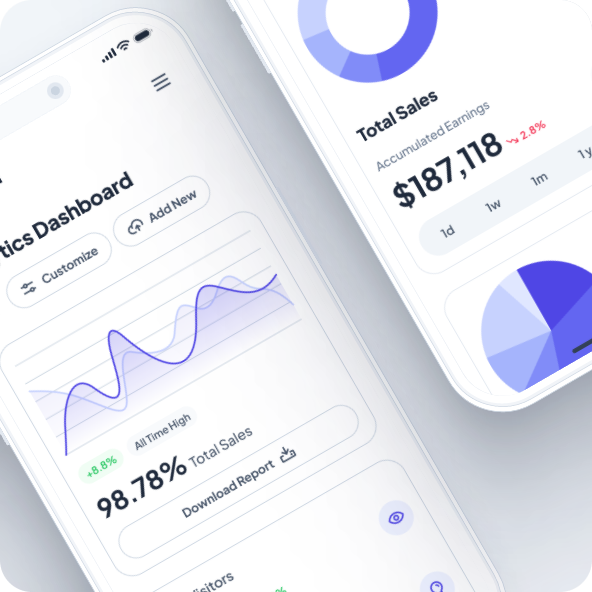 tics Dashboard
Customize
Add New
+8.8%
All Time High
98.78% Total Sales
Download Report
isitors
%
Total Sales
Accumulated Earnings
$187,118
2.8%
1d
1w
1m
1y